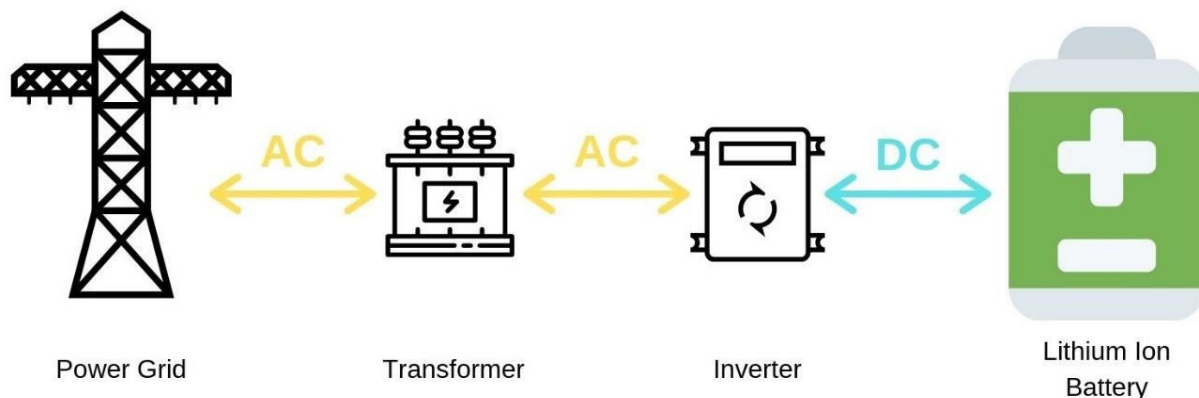 AC
AC
DC
Power Grid
Transformer
Inverter
Lithium Ion
Battery